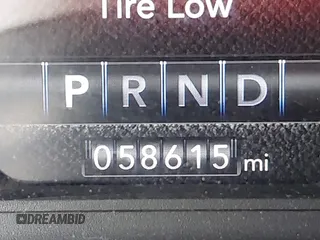 Tire Low
P R N D
058615 mi
DREAMBID